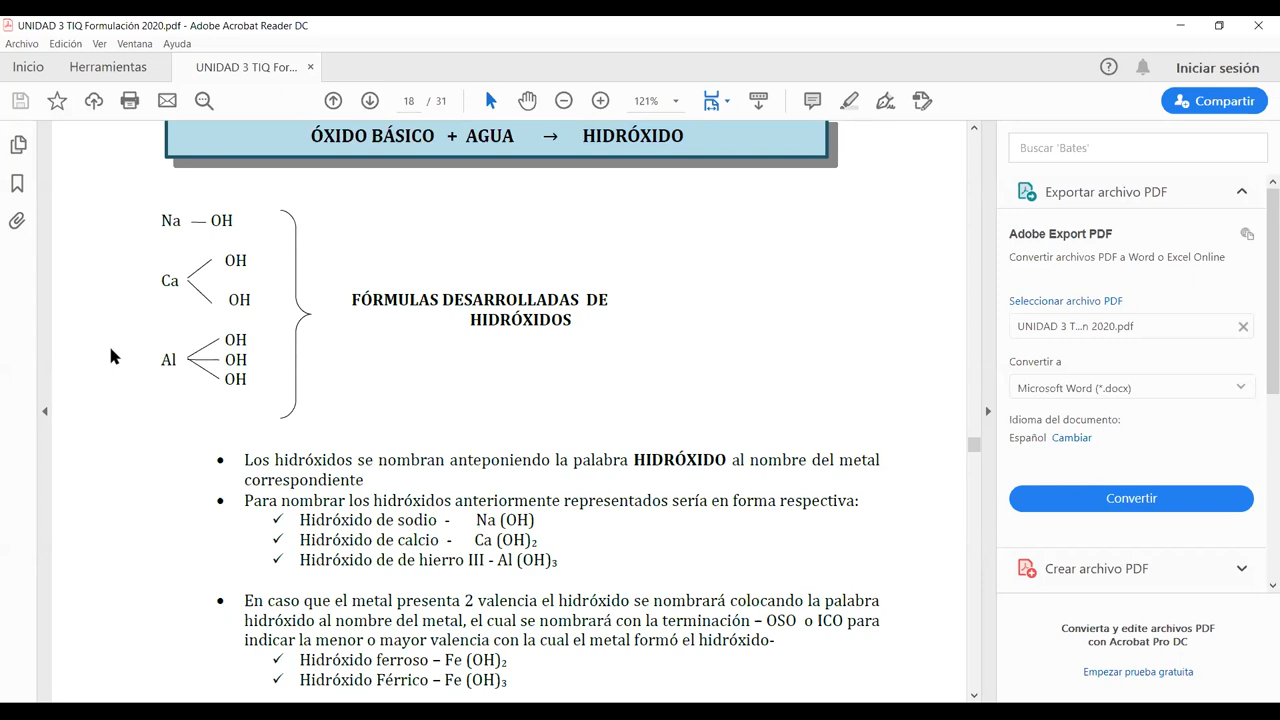 UNIDAD 3 TIQ Formulación 2020.pdf - Adobe Acrobat Reader DC
Archivo Edición Ver Ventana Ayuda
Inicio Herramientas UNIDAD 3 TIQ For... × Iniciar sesión
18 / 31 121% Compartir
ÓXIDO BÁSICO + AGUA → HIDRÓXIDO
Na — OH
OH
Ca
OH
FÓRMULAS DESARROLLADAS DE
HIDRÓXIDOS
OH
Al OH
OH
• Los hidróxidos se nombran anteponiendo la palabra HIDRÓXIDO al nombre del metal
correspondiente
• Para nombrar los hidróxidos anteriormente representados sería en forma respectiva:
✓ Hidróxido de sodio - Na (OH)
✓ Hidróxido de calcio - Ca (OH)₂
✓ Hidróxido de de hierro III - Al (OH)₃
• En caso que el metal presenta 2 valencia el hidróxido se nombrará colocando la palabra
hidróxido al nombre del metal, el cual se nombrará con la terminación – OSO o ICO para
indicar la menor o mayor valencia con la cual el metal formó el hidróxido-
✓ Hidróxido ferroso – Fe (OH)₂
✓ Hidróxido Férrico – Fe (OH)₃
Buscar 'Bates'
Exportar archivo PDF
Adobe Export PDF
Convertir archivos PDF a Word o Excel Online
Seleccionar archivo PDF
UNIDAD 3 T...n 2020.pdf
Convertir a
Microsoft Word (*.docx)
Idioma del documento:
Español Cambiar
Convertir
Crear archivo PDF
Convierta y edite archivos PDF
con Acrobat Pro DC
Empezar prueba gratuita